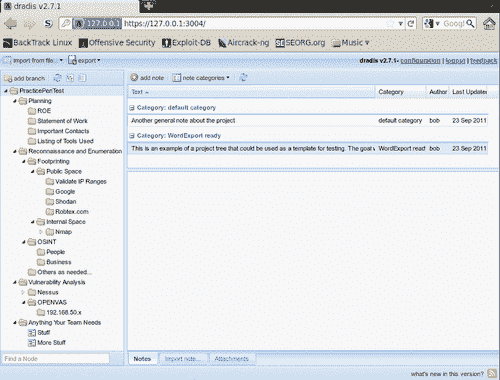 dradis v2.7.1
127.0.0.1 https://127.0.0.1:3004/
Googl
BackTrack Linux Offensive Security Exploit-DB Aircrack-ng SEORG.org Music
import from file... export dradis v2.7.1- configuration | logout | feedback
add branch
add note note categories
Text Category Author Last Updated
PracticePenTest
Planning
ROE
Statement of Work
Important Contacts
Listing of Tools Used
Reconnaissance and Enumeration
Footprinting
Public Space
Validate IP Ranges
Google
Shodan
Robtex.com
Internal Space
Nmap
OSINT
People
Business
Others as needed...
Vulnerability Analysis
Nessus
OPENVAS
192.168.50.x
Anything Your Team Needs
Stuff
More Stuff
Find a Node
Category: default category
Another general note about the project default category bob 23 Sep 2011
Category: WordExport ready
This is an example of a project tree that could be used as a template for testing. The goal WordExport read bob 23 Sep 2011
Notes Import note... Attachments
what's new in this version?